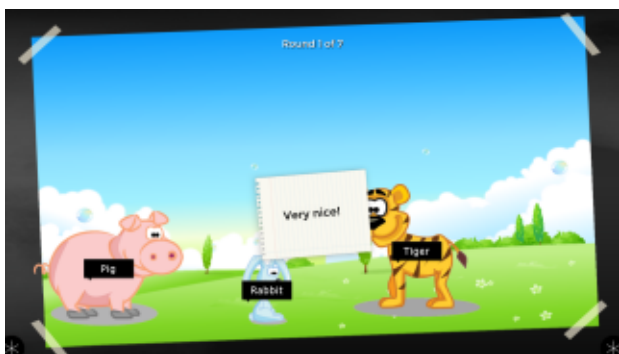 Round 1 of 7
Very nice!
Tiger
Pig
Rabbit